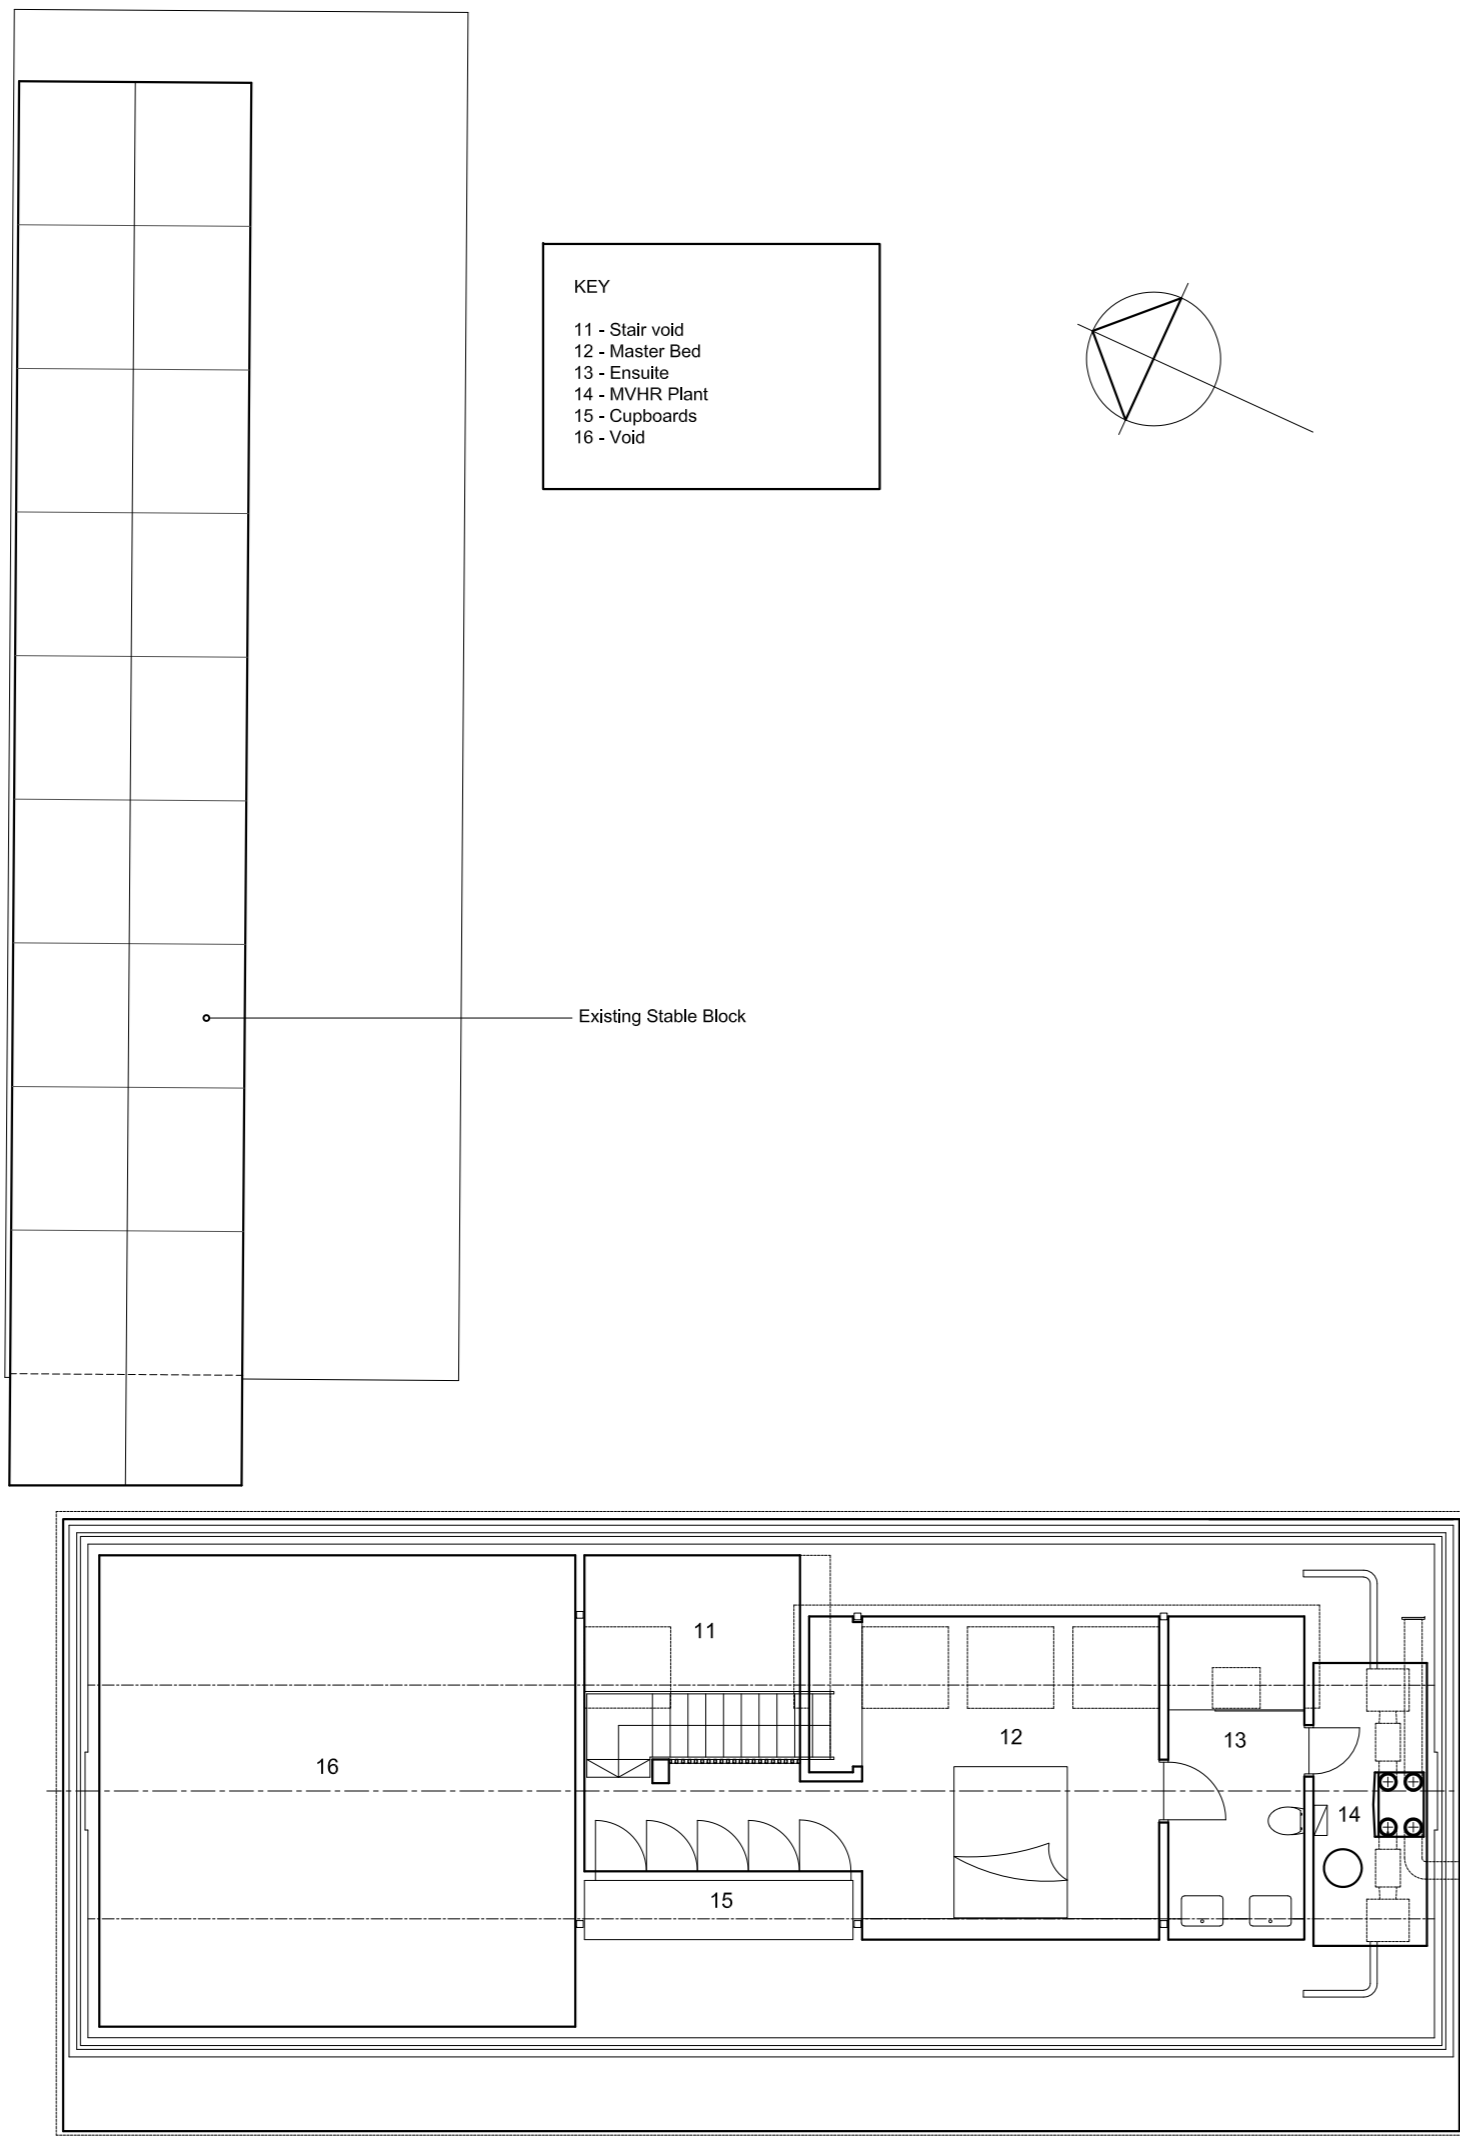 KEY
11 - Stair void
12 - Master Bed
13 - Ensuite
14 - MVHR Plant
15 - Cupboards
16 - Void
Existing Stable Block
11
12
13
16
14
15